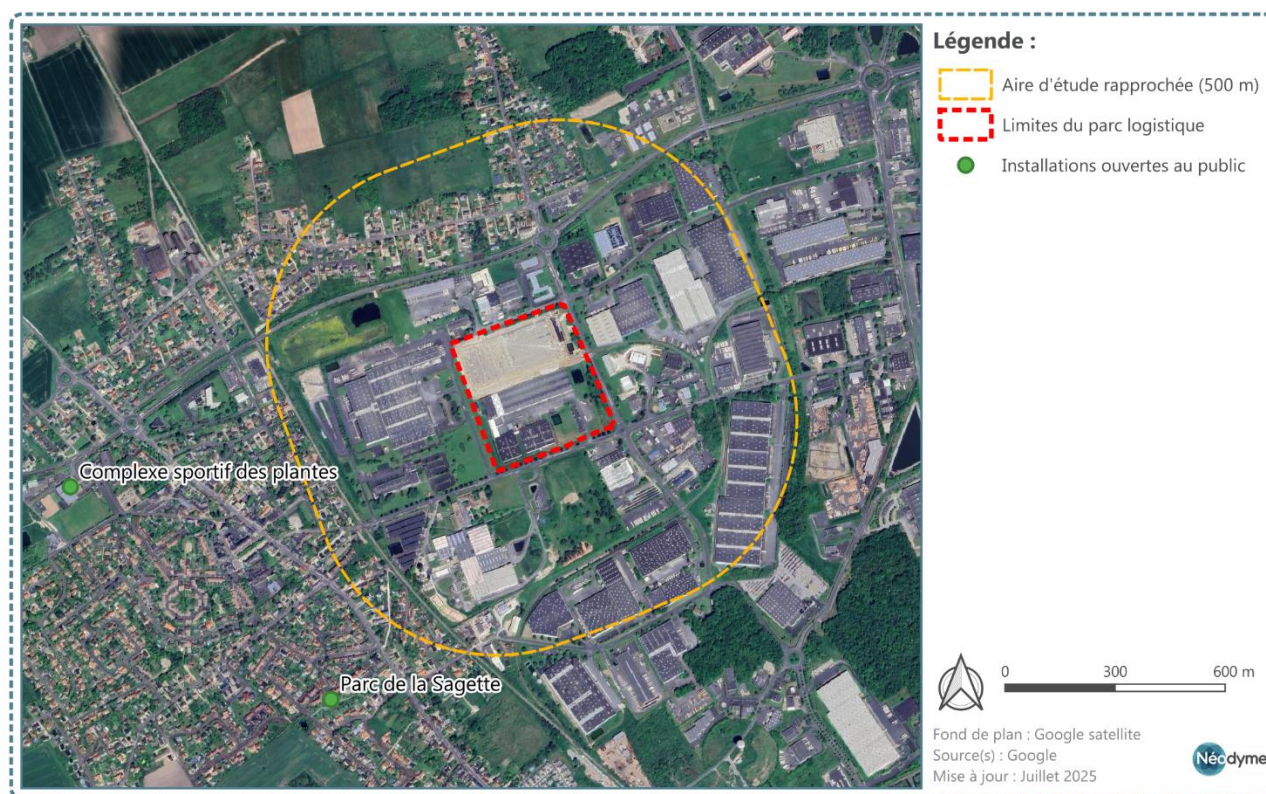 Légende :
Aire d'étude rapprochée (500 m)
Limites du parc logistique
Installations ouvertes au public
Complexe sportif des plantes
Parc de la Sagette
0 300 600 m
Fond de plan : Google satellite
Source(s) : Google
Mise à jour : Juillet 2025
Néodyme